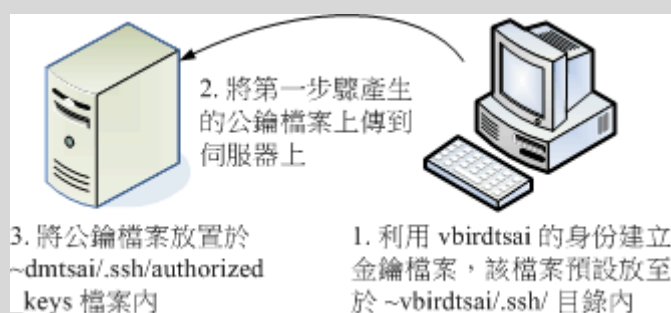 2. 將第一步驟產生
的公鑰檔案上傳到
伺服器上
3. 將公鑰檔案放置於
~dmtsai/.ssh/authorized
_keys 檔案內
1. 利用 vbirdtsai 的身份建立
金鑰檔案，該檔案預設放至
於 ~vbirdtsai/.ssh/ 目錄內